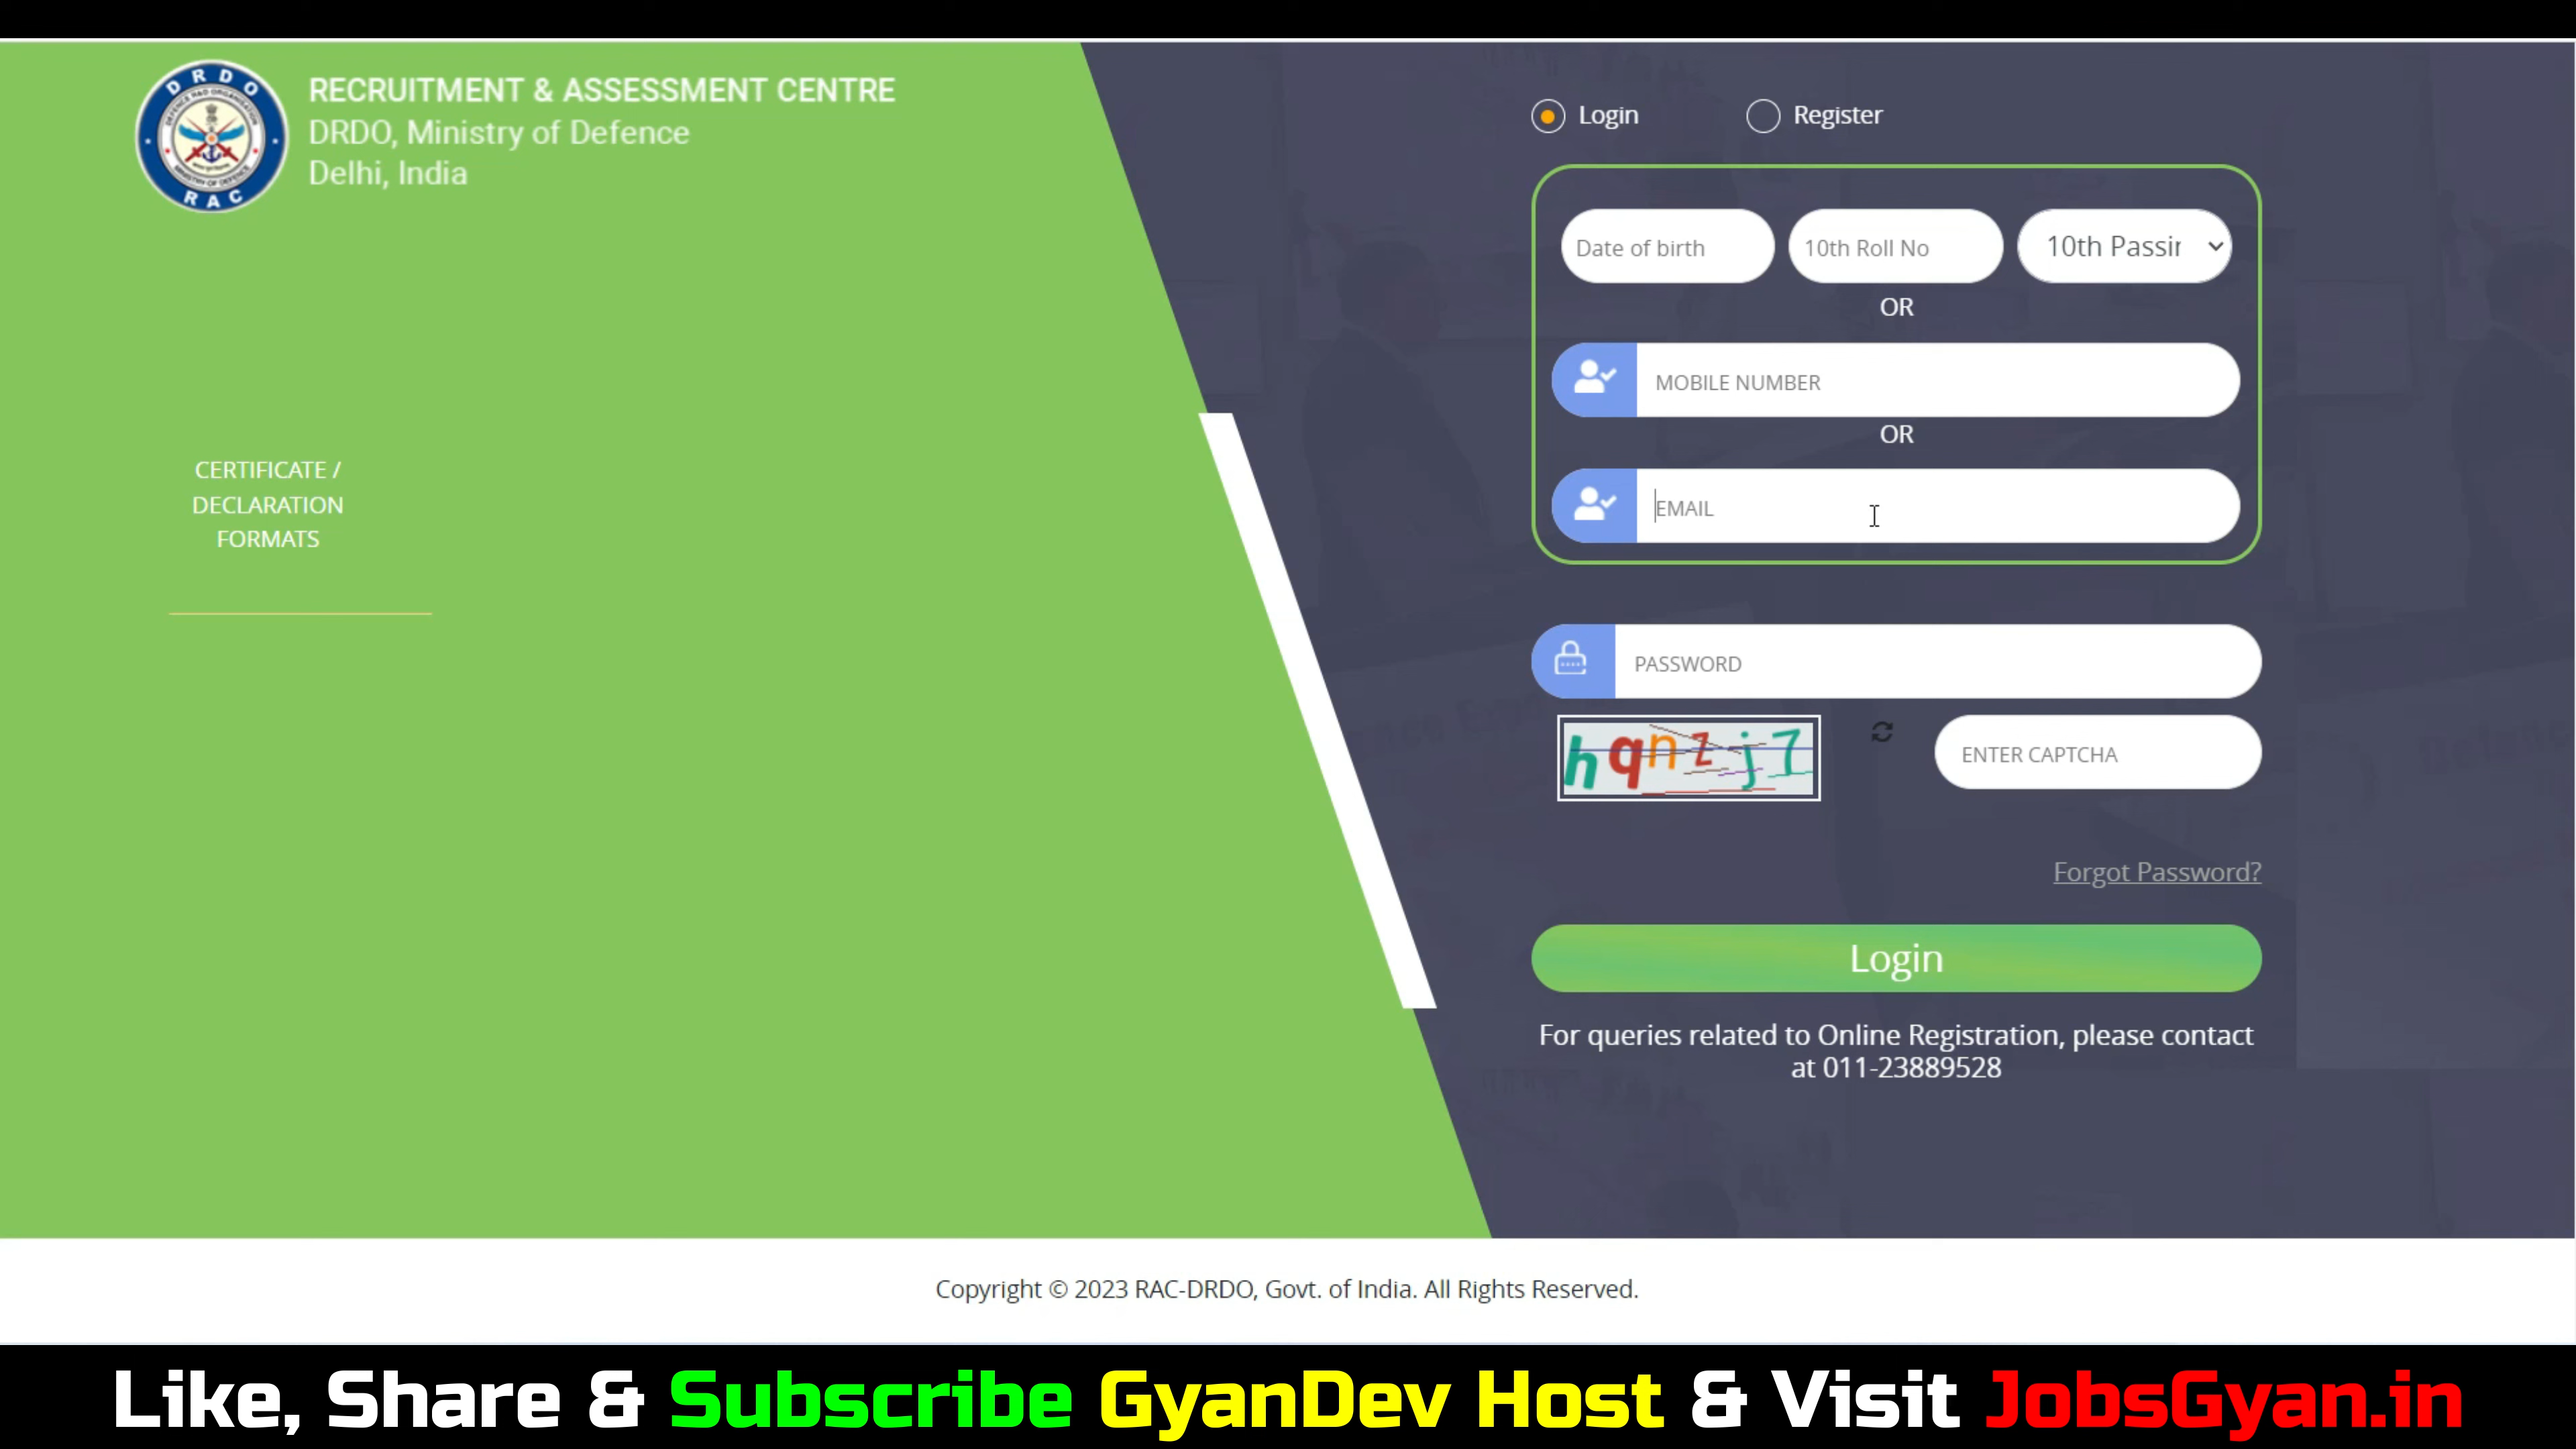 DRDO
RAC
RECRUITMENT & ASSESSMENT CENTRE
DRDO, Ministry of Defence
Delhi, India
CERTIFICATE /
DECLARATION
FORMATS
Login
Register
Date of birth
10th Roll No
10th Passir
OR
MOBILE NUMBER
OR
EMAIL
PASSWORD
hqnzj7
ENTER CAPTCHA
Forgot Password?
Login
For queries related to Online Registration, please contact
at 011-23889528
Copyright © 2023 RAC-DRDO, Govt. of India. All Rights Reserved.
Like, Share & Subscribe GyanDev Host & Visit JobsGyan.in